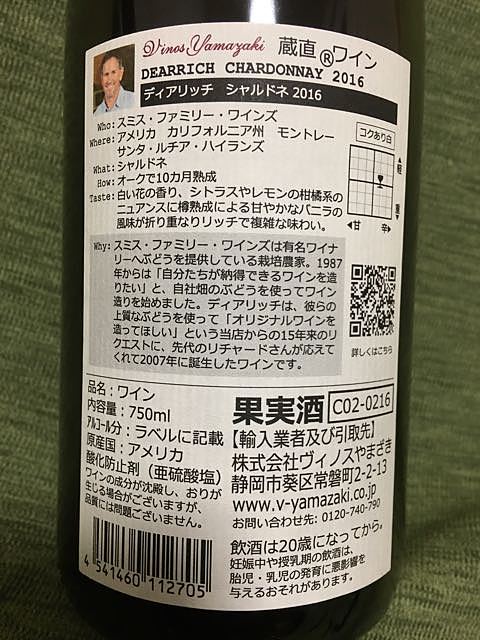 Vinos Yamazaki 蔵直®ワイン
DEARRICH CHARDONNAY 2016
ディアリッチ シャルドネ 2016
Who: スミス・ファミリー・ワインズ
Where: アメリカ カリフォルニア州 モントレー
サンタ・ルチア・ハイランズ
What: シャルドネ
How: オークで10カ月熟成
Taste: 白い花の香り、シトラスやレモンの柑橘系の
ニュアンスに樽熟成による甘やかなバニラの
風味が折り重なりリッチで複雑な味わい。
コクあり白
▲軽
重▼
◀甘 辛▶
Why: スミス・ファミリー・ワインズは有名ワイナ
リーへぶどうを提供している栽培農家。1987
年からは「自分たちが納得できるワインを造
りたい」と、自社畑のぶどうを使ってワイン
造りを始めました。ディアリッチは、彼らの
上質なぶどうを使って「オリジナルワインを
造ってほしい」という当店からの15年来のリ
クエストに、先代のリチャードさんが応えて
くれて2007年に誕生したワインです。
詳しくはこちら
品名：ワイン
内容量：750ml
アルコール分：ラベルに記載
原産国：アメリカ
酸化防止剤（亜硫酸塩）
ワインの成分が沈殿し、おりが
生じる場合がございますが、
品質には問題ございません。
4 541460 112705
果実酒 C02-0216
【輸入業者及び引取先】
株式会社ヴィノスやまざき
静岡市葵区常磐町2-2-13
www.v-yamazaki.co.jp
お問い合わせ先: 0120-740-790
飲酒は20歳になってから。
妊娠中や授乳期の飲酒は、
胎児・乳児の発育に悪影響を
与えるおそれがあります。